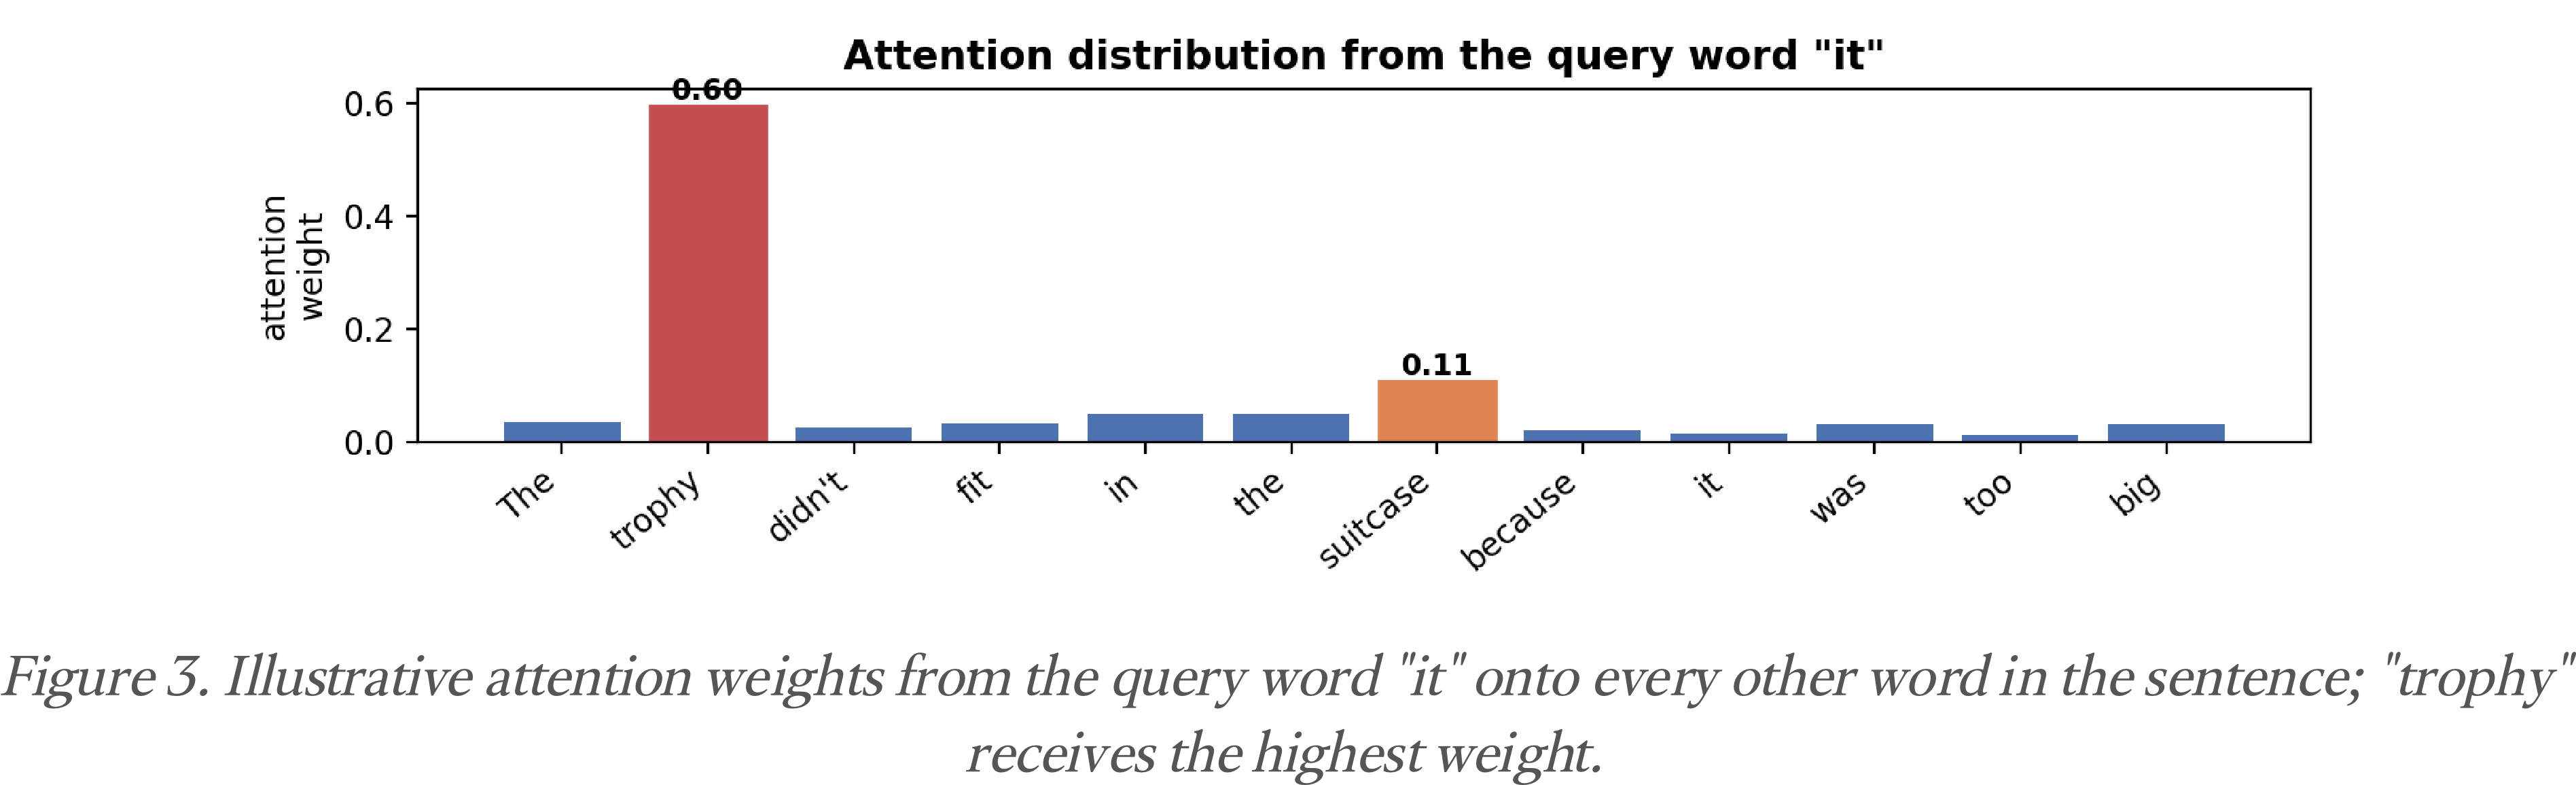 Attention distribution from the query word "it"
attention
weight
0.6
0.4
0.2
0.0
0.60
0.11
The
trophy
didn't
fit
in
the
suitcase
because
it
was
too
big
Figure 3. Illustrative attention weights from the query word "it" onto every other word in the sentence; "trophy"
receives the highest weight.